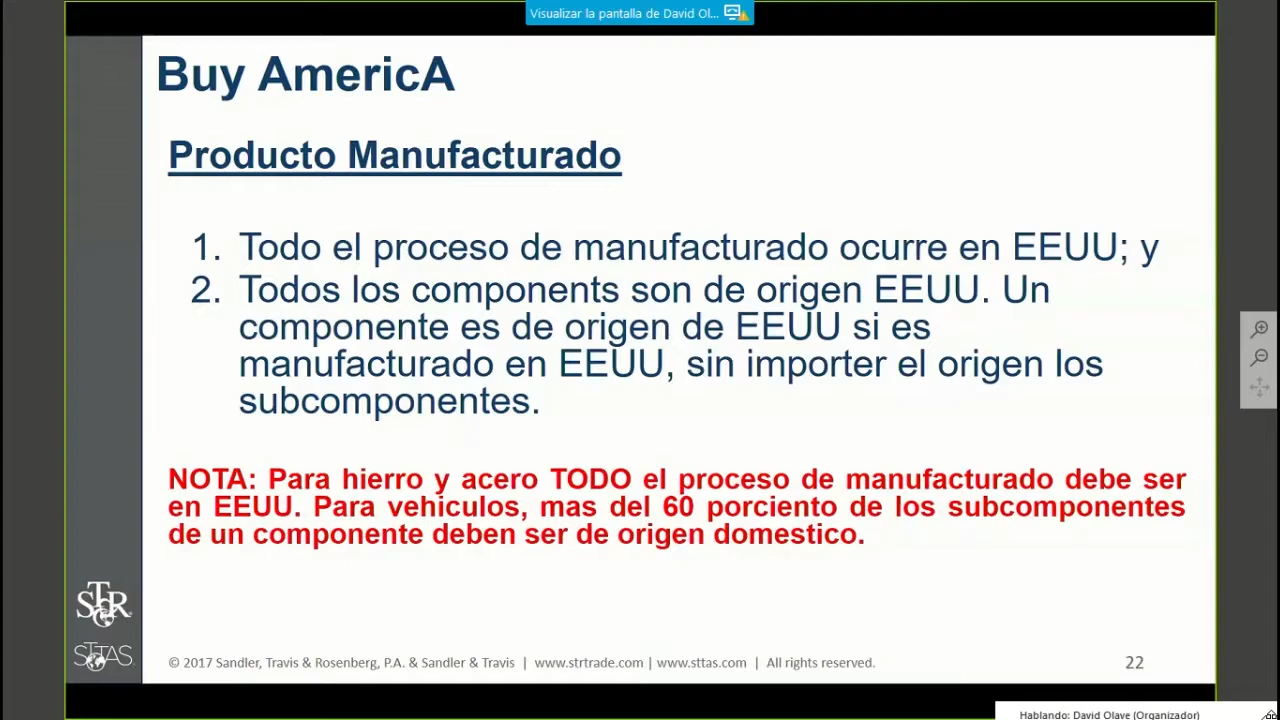 Visualizar la pantalla de David Ol...
Buy AmericA
Producto Manufacturado
1. Todo el proceso de manufacturado ocurre en EEUU; y
2. Todos los components son de origen EEUU. Un
componente es de origen de EEUU si es
manufacturado en EEUU, sin importer el origen los
subcomponentes.
NOTA: Para hierro y acero TODO el proceso de manufacturado debe ser
en EEUU. Para vehiculos, mas del 60 porciento de los subcomponentes
de un componente deben ser de origen domestico.
ST&R
STTAS
© 2017 Sandler, Travis & Rosenberg, P.A. & Sandler & Travis | www.strtrade.com | www.sttas.com | All rights reserved.
22
Hablando: David Olave (Organizador)